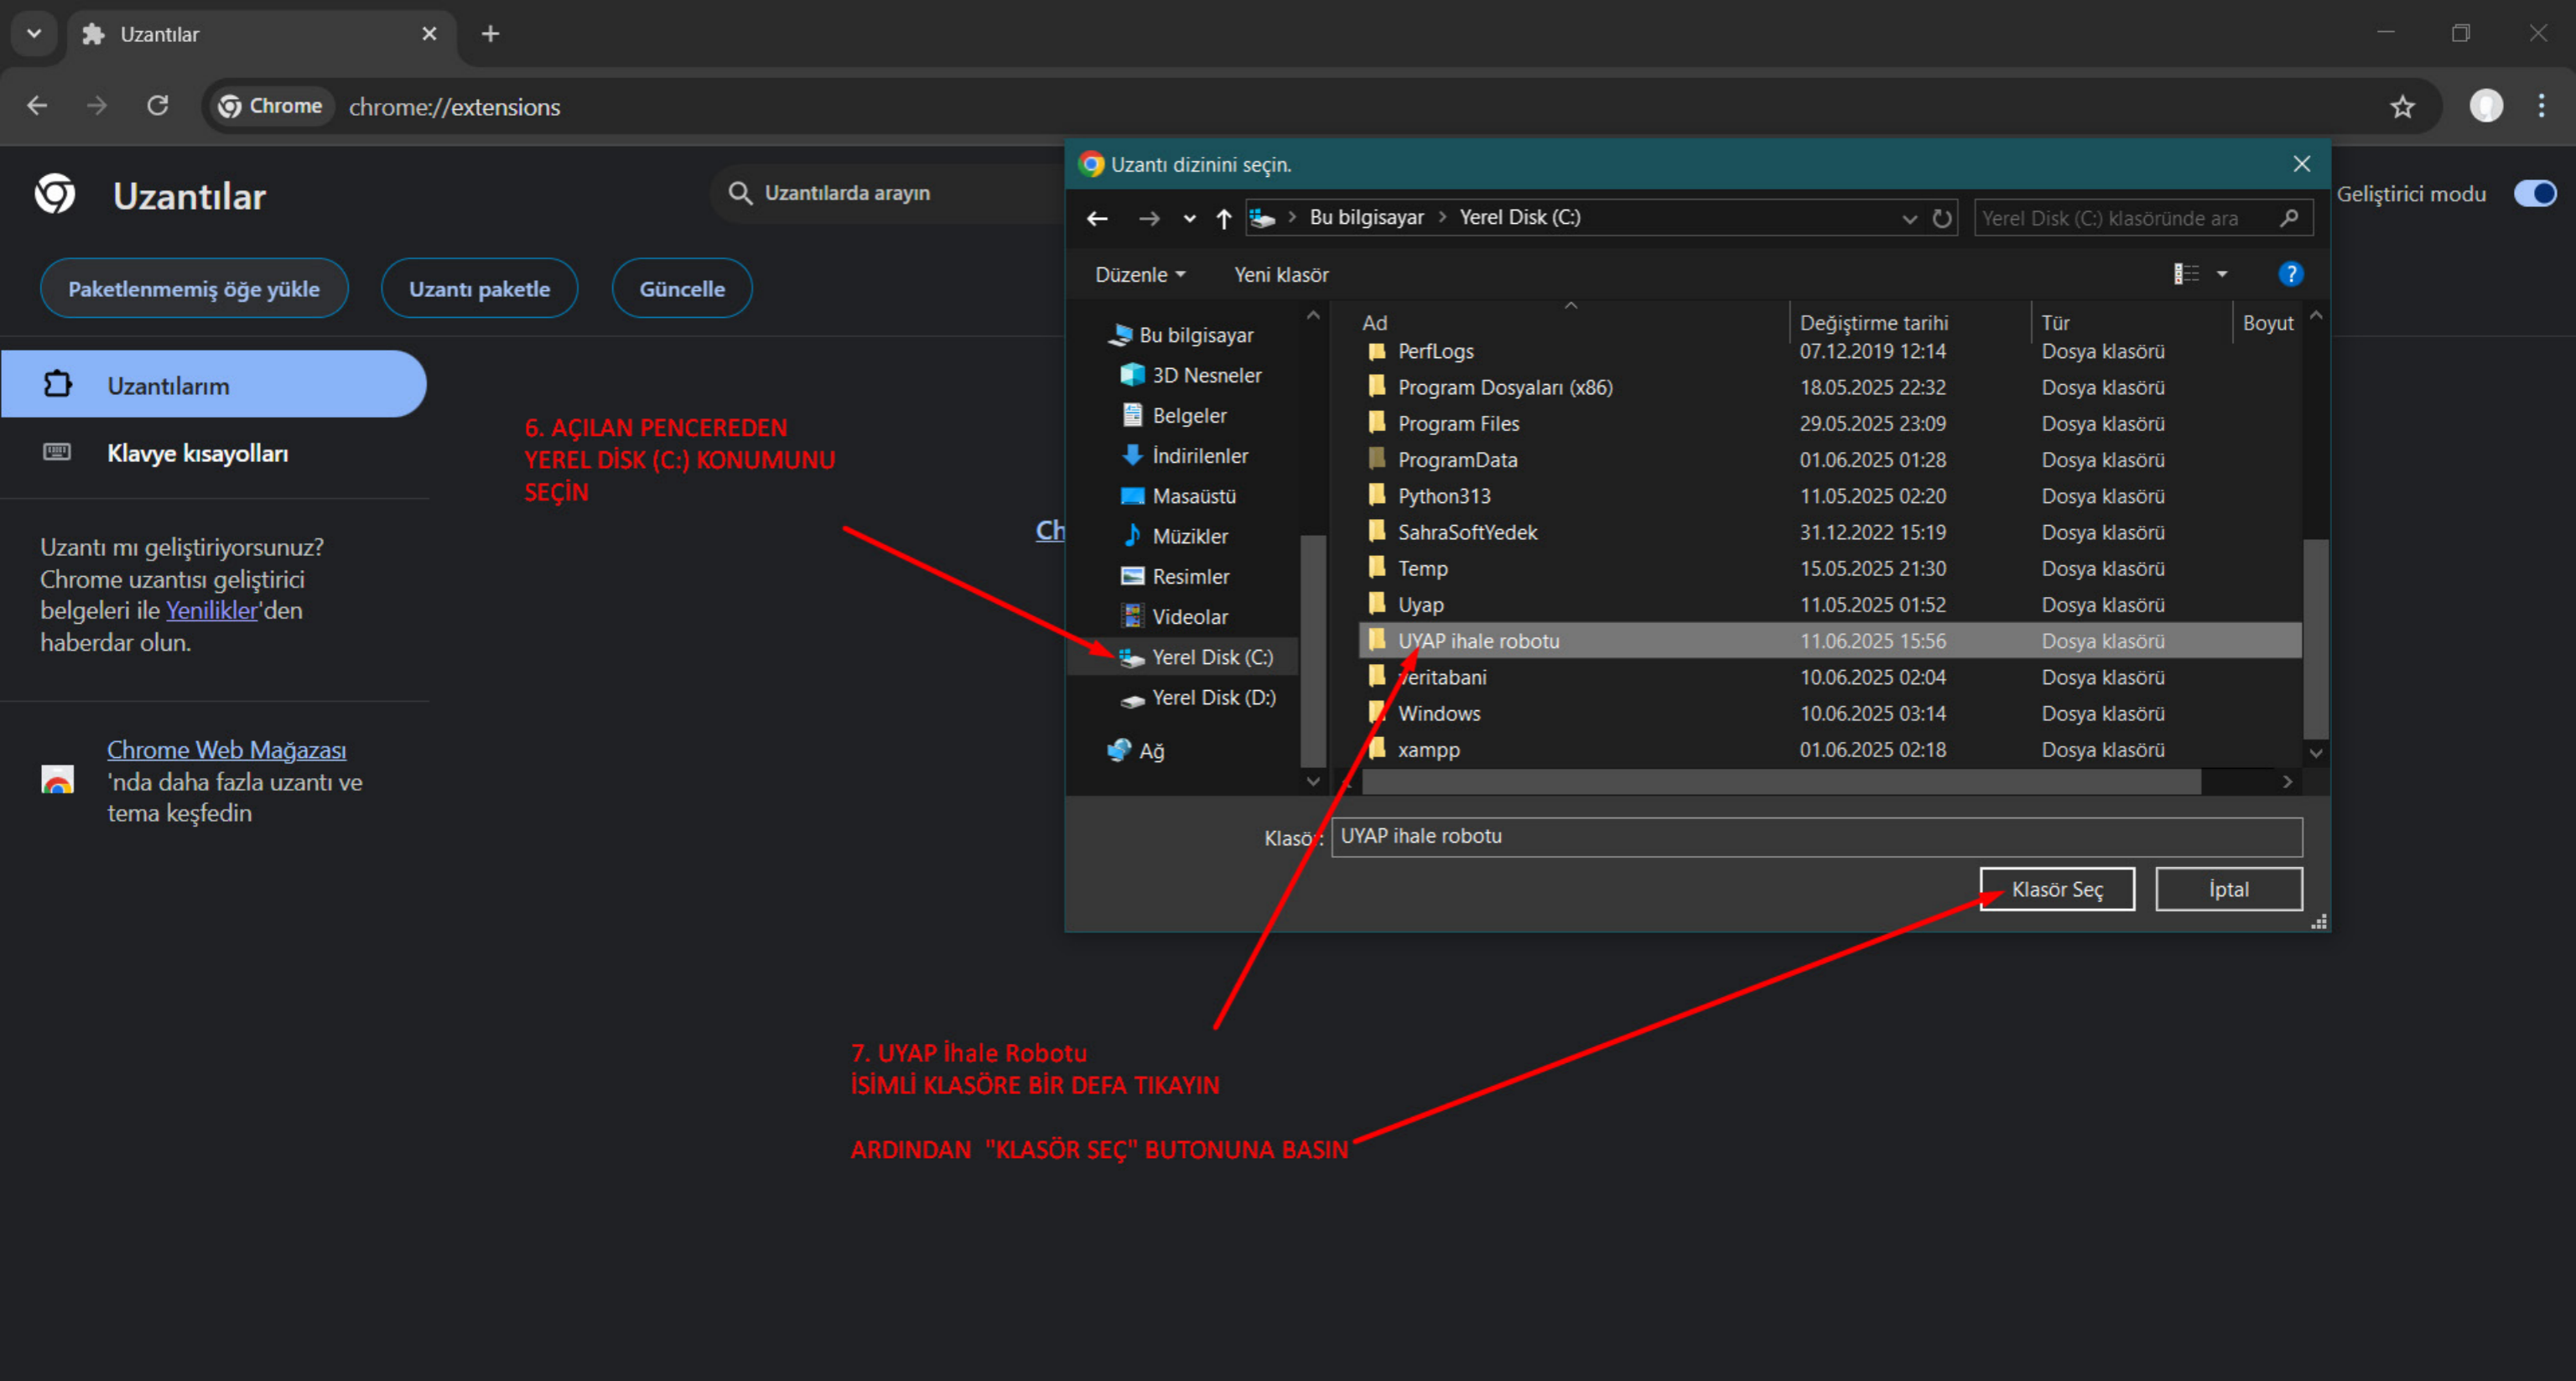 Uzantılar
Chrome
chrome://extensions
Uzantılar
Uzantılarda arayın
Geliştirici modu
Paketlenmemiş öğe yükle
Uzantı paketle
Güncelle
Uzantılarım
Klavye kısayolları
Uzantı mı geliştiriyorsunuz?
Chrome uzantısı geliştirici
belgeleri ile Yenilikler'den
haberdar olun.
Chrome Web Mağazası
'nda daha fazla uzantı ve
tema keşfedin
6. AÇILAN PENCEREDEN
YEREL DİSK (C:) KONUMUNU
SEÇİN
Ch
Uzantı dizinini seçin.
Bu bilgisayar > Yerel Disk (C:)
Yerel Disk (C:) klasöründe ara
Düzenle
Yeni klasör
Bu bilgisayar
3D Nesneler
Belgeler
İndirilenler
Masaüstü
Müzikler
Resimler
Videolar
Yerel Disk (C:)
Yerel Disk (D:)
Ağ
Ad Değiştirme tarihi Tür Boyut
PerfLogs 07.12.2019 12:14 Dosya klasörü
Program Dosyaları (x86) 18.05.2025 22:32 Dosya klasörü
Program Files 29.05.2025 23:09 Dosya klasörü
ProgramData 01.06.2025 01:28 Dosya klasörü
Python313 11.05.2025 02:20 Dosya klasörü
SahraSoftYedek 31.12.2022 15:19 Dosya klasörü
Temp 15.05.2025 21:30 Dosya klasörü
Uyap 11.05.2025 01:52 Dosya klasörü
UYAP ihale robotu 11.06.2025 15:56 Dosya klasörü
veritabani 10.06.2025 02:04 Dosya klasörü
Windows 10.06.2025 03:14 Dosya klasörü
xampp 01.06.2025 02:18 Dosya klasörü
Klasör: UYAP ihale robotu
Klasör Seç
İptal
7. UYAP İhale Robotu
İSİMLİ KLASÖRE BİR DEFA TIKAYIN
ARDINDAN "KLASÖR SEÇ" BUTONUNA BASIN